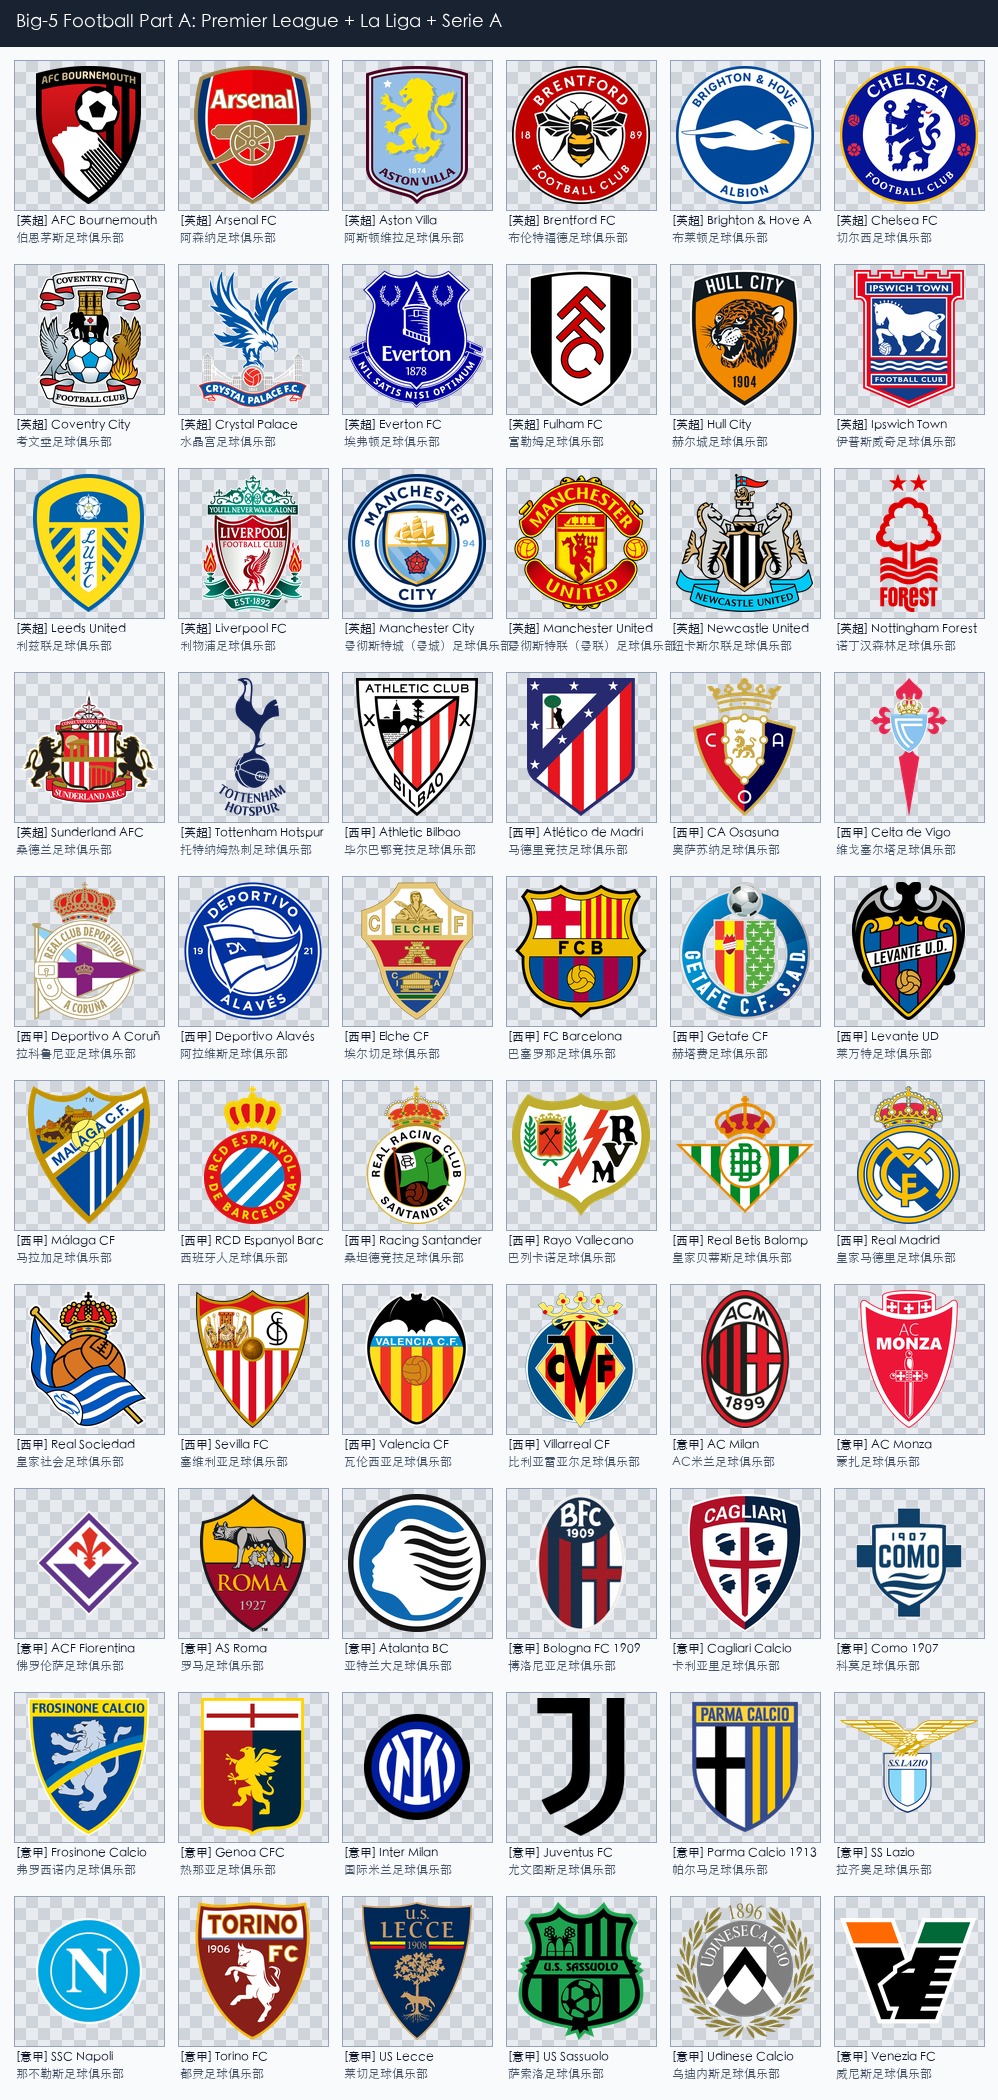 Big-5 Football Part A: Premier League + La Liga + Serie A
AFC BOURNEMOUTH
Arsenal
1874
ASTON VILLA
BRENTFORD
18 89
FOOTBALL CLUB
BRIGHTON & HOVE
ALBION
CHELSEA
FOOTBALL CLUB
[英超] AFC Bournemouth
伯恩茅斯足球俱乐部
[英超] Arsenal FC
阿森纳足球俱乐部
[英超] Aston Villa
阿斯顿维拉足球俱乐部
[英超] Brentford FC
布伦特福德足球俱乐部
[英超] Brighton & Hove A
布莱顿足球俱乐部
[英超] Chelsea FC
切尔西足球俱乐部
COVENTRY CITY
FOOTBALL CLUB
CRYSTAL PALACE F.C.
Everton
1878
NIL SATIS NISI OPTIMUM
FFC
HULL CITY
1904
IPSWICH TOWN
FOOTBALL CLUB
[英超] Coventry City
考文垂足球俱乐部
[英超] Crystal Palace
水晶宫足球俱乐部
[英超] Everton FC
埃弗顿足球俱乐部
[英超] Fulham FC
富勒姆足球俱乐部
[英超] Hull City
赫尔城足球俱乐部
[英超] Ipswich Town
伊普斯威奇足球俱乐部
LUFC
YOU'LL NEVER WALK ALONE
LIVERPOOL
FOOTBALL CLUB
EST·1892
MANCHESTER
18 94
CITY
MANCHESTER
UNITED
NEWCASTLE UNITED
FOREST
[英超] Leeds United
利兹联足球俱乐部
[英超] Liverpool FC
利物浦足球俱乐部
[英超] Manchester City
曼彻斯特城（曼城）足球俱乐部
[英超] Manchester United
曼彻斯特联（曼联）足球俱乐部
[英超] Newcastle United
纽卡斯尔联足球俱乐部
[英超] Nottingham Forest
诺丁汉森林足球俱乐部
SUNDERLAND A.F.C.
TOTTENHAM
HOTSPUR
ATHLETIC CLUB
BILBAO
C A
O
[英超] Sunderland AFC
桑德兰足球俱乐部
[英超] Tottenham Hotspur
托特纳姆热刺足球俱乐部
[西甲] Athletic Bilbao
毕尔巴鄂竞技足球俱乐部
[西甲] Atlético de Madri
马德里竞技足球俱乐部
[西甲] CA Osasuna
奥萨苏纳足球俱乐部
[西甲] Celta de Vigo
维戈塞尔塔足球俱乐部
REAL CLUB DEPORTIVO
A CORUNA
DEPORTIVO
19 DA 21
ALAVÉS
C F
ELCHE
C I A
FCB
GETAFE C.F. S.A.D.
LEVANTE U.D.
[西甲] Deportivo A Coruñ
拉科鲁尼亚足球俱乐部
[西甲] Deportivo Alavés
阿拉维斯足球俱乐部
[西甲] Elche CF
埃尔切足球俱乐部
[西甲] FC Barcelona
巴塞罗那足球俱乐部
[西甲] Getafe CF
赫塔费足球俱乐部
[西甲] Levante UD
莱万特足球俱乐部
TM
MALAGA C.F.
RCD ESPANYOL
DE BARCELONA
REAL RACING CLUB
SANTANDER
RVM
[西甲] Málaga CF
马拉加足球俱乐部
[西甲] RCD Espanyol Barc
西班牙人足球俱乐部
[西甲] Racing Santander
桑坦德竞技足球俱乐部
[西甲] Rayo Vallecano
巴列卡诺足球俱乐部
[西甲] Real Betis Balomp
皇家贝蒂斯足球俱乐部
[西甲] Real Madrid
皇家马德里足球俱乐部
VALENCIA C.F.
CVF
ACM
1899
AC
MONZA
[西甲] Real Sociedad
皇家社会足球俱乐部
[西甲] Sevilla FC
塞维利亚足球俱乐部
[西甲] Valencia CF
瓦伦西亚足球俱乐部
[西甲] Villarreal CF
比利亚雷亚尔足球俱乐部
[意甲] AC Milan
AC米兰足球俱乐部
[意甲] AC Monza
蒙扎足球俱乐部
ROMA
1927
TM
BFC
1909
CAGLIARI
1907
COMO
[意甲] ACF Fiorentina
佛罗伦萨足球俱乐部
[意甲] AS Roma
罗马足球俱乐部
[意甲] Atalanta BC
亚特兰大足球俱乐部
[意甲] Bologna FC 1909
博洛尼亚足球俱乐部
[意甲] Cagliari Calcio
卡利亚里足球俱乐部
[意甲] Como 1907
科莫足球俱乐部
FROSINONE CALCIO
PARMA CALCIO
S.S.LAZIO
[意甲] Frosinone Calcio
弗罗西诺内足球俱乐部
[意甲] Genoa CFC
热那亚足球俱乐部
[意甲] Inter Milan
国际米兰足球俱乐部
[意甲] Juventus FC
尤文图斯足球俱乐部
[意甲] Parma Calcio 1913
帕尔马足球俱乐部
[意甲] SS Lazio
拉齐奥足球俱乐部
N
TORINO
1906 FC
U.S.
LECCE
1908
U.S. SASSUOLO
1896
UDINESE CALCIO
[意甲] SSC Napoli
那不勒斯足球俱乐部
[意甲] Torino FC
都灵足球俱乐部
[意甲] US Lecce
莱切足球俱乐部
[意甲] US Sassuolo
萨索洛足球俱乐部
[意甲] Udinese Calcio
乌迪内斯足球俱乐部
[意甲] Venezia FC
威尼斯足球俱乐部